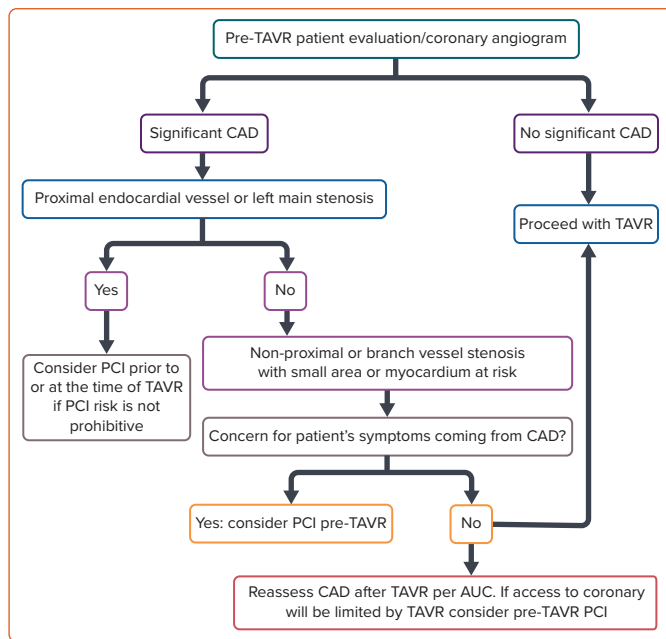 Pre-TAVR patient evaluation/coronary angiogram
Significant CAD
No significant CAD
Proximal endocardial vessel or left main stenosis
Proceed with TAVR
Yes
No
Consider PCI prior to
or at the time of TAVR
if PCI risk is not
prohibitive
Non-proximal or branch vessel stenosis
with small area or myocardium at risk
Concern for patient’s symptoms coming from CAD?
Yes: consider PCI pre-TAVR
No
Reassess CAD after TAVR per AUC. If access to coronary
will be limited by TAVR consider pre-TAVR PCI